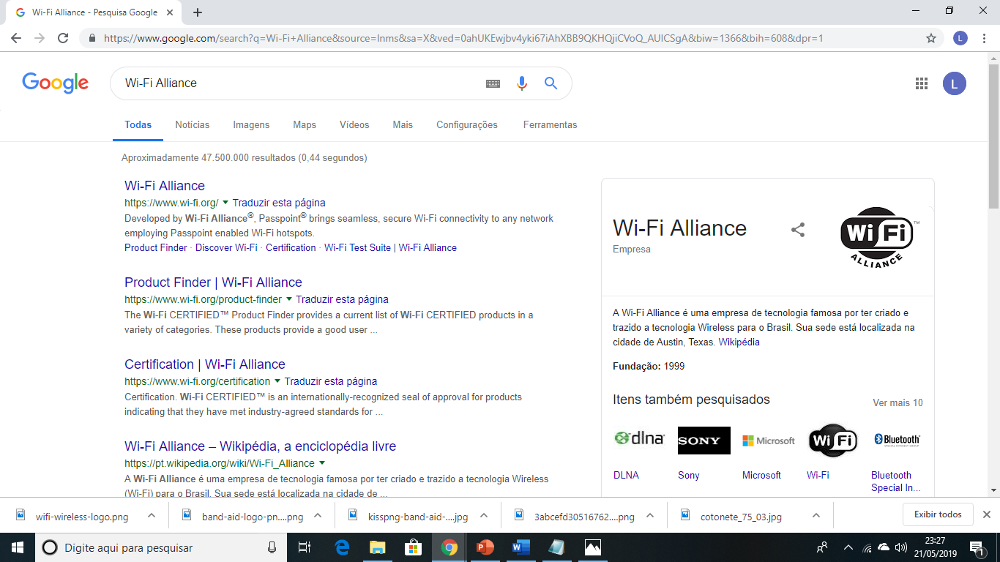 Wi-Fi Alliance - Pesquisa Google
https://www.google.com/search?q=Wi-Fi+Alliance&source=lnms&sa=X&ved=0ahUKEwjbv4yki67iAhXBB9QKHQjiCVoQ_AUICSgA&biw=1366&bih=608&dpr=1
L
Google
Wi-Fi Alliance
L
Todas Notícias Imagens Maps Vídeos Mais Configurações Ferramentas
Aproximadamente 47.500.000 resultados (0,44 segundos)
Wi-Fi Alliance
https://www.wi-fi.org/ Traduzir esta página
Developed by Wi-Fi Alliance®, Passpoint® brings seamless, secure Wi-Fi connectivity to any network
employing Passpoint enabled Wi-Fi hotspots.
Product Finder · Discover Wi-Fi · Certification · Wi-Fi Test Suite | Wi-Fi Alliance
Product Finder | Wi-Fi Alliance
https://www.wi-fi.org/product-finder Traduzir esta página
The Wi-Fi CERTIFIED™ Product Finder provides a current list of Wi-Fi CERTIFIED products in a
variety of categories. These products provide a good user ...
Certification | Wi-Fi Alliance
https://www.wi-fi.org/certification Traduzir esta página
Certification. Wi-Fi CERTIFIED™ is an internationally-recognized seal of approval for products
indicating that they have met industry-agreed standards for ...
Wi-Fi Alliance – Wikipédia, a enciclopédia livre
https://pt.wikipedia.org/wiki/Wi-Fi_Alliance
A Wi-Fi Alliance é uma empresa de tecnologia famosa por ter criado e trazido a tecnologia Wireless
(Wi-Fi) para o Brasil. Sua sede está localizada na cidade de ...
Wi-Fi Alliance
Empresa
Wi Fi ™
ALLIANCE
A Wi-Fi Alliance é uma empresa de tecnologia famosa por ter criado e
trazido a tecnologia Wireless para o Brasil. Sua sede está localizada na
cidade de Austin, Texas. Wikipédia
Fundação: 1999
Itens também pesquisados
Ver mais 10
dlna SONY Microsoft Wi Fi Bluetooth
SPECIAL INTEREST GROUP
DLNA Sony Microsoft Wi-Fi Bluetooth
Special In...
wifi-wireless-logo.png band-aid-logo-pn....png kisspng-band-aid-....jpg 3abcefd30516762....png cotonete_75_03.jpg Exibir todos
Digite aqui para pesquisar
23:27
21/05/2019
1